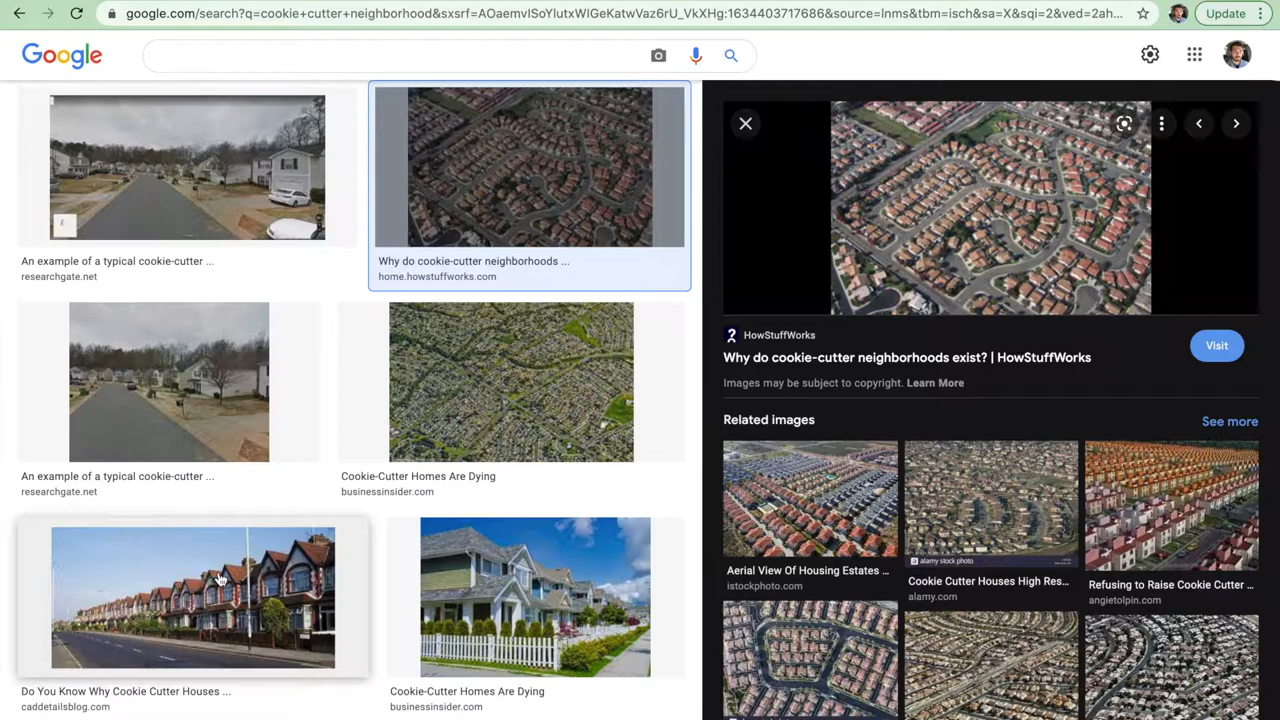 google.com/search?q=cookie+cutter+neighborhood&sxsrf=AOaemvISoYlutxWIGeKatwVaz6rU_VkXHg:1634403717686&source=lnms&tbm=isch&sa=X&sqi=2&ved=2ah...
Update
Google
An example of a typical cookie-cutter ...
researchgate.net
Why do cookie-cutter neighborhoods ...
home.howstuffworks.com
An example of a typical cookie-cutter ...
researchgate.net
Cookie-Cutter Homes Are Dying
businessinsider.com
Do You Know Why Cookie Cutter Houses ...
caddetailsblog.com
Cookie-Cutter Homes Are Dying
businessinsider.com
HowStuffWorks
Why do cookie-cutter neighborhoods exist? | HowStuffWorks
Visit
Images may be subject to copyright. Learn More
Related images
See more
alamy stock photo
Aerial View Of Housing Estates ...
istockphoto.com
Cookie Cutter Houses High Res...
alamy.com
Refusing to Raise Cookie Cutter ...
angietolpin.com